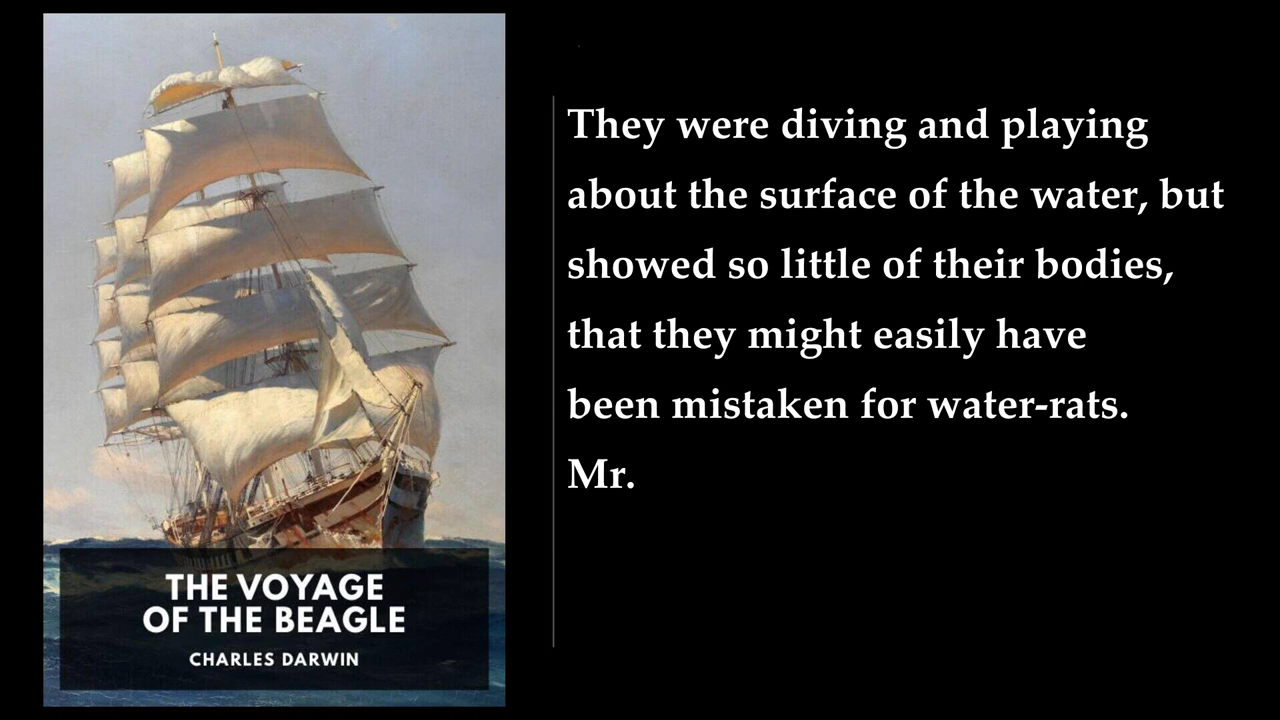 THE VOYAGE
OF THE BEAGLE
CHARLES DARWIN
They were diving and playing
about the surface of the water, but
showed so little of their bodies,
that they might easily have
been mistaken for water-rats.
Mr.